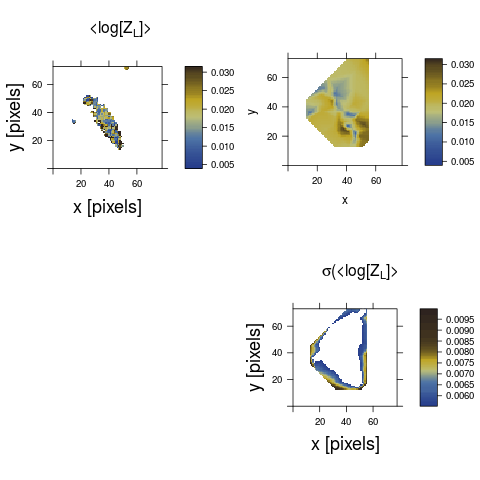 <log[Z_L]>
60
40
20
20 40 60
x [pixels]
y [pixels]
0.030
0.025
0.020
0.015
0.010
0.005
60
40
20
20 40 60
x
y
0.030
0.025
0.020
0.015
0.010
0.005
σ(<log[Z_L]>
60
40
20
20 40 60
x [pixels]
y [pixels]
0.0095
0.0090
0.0085
0.0080
0.0075
0.0070
0.0065
0.0060